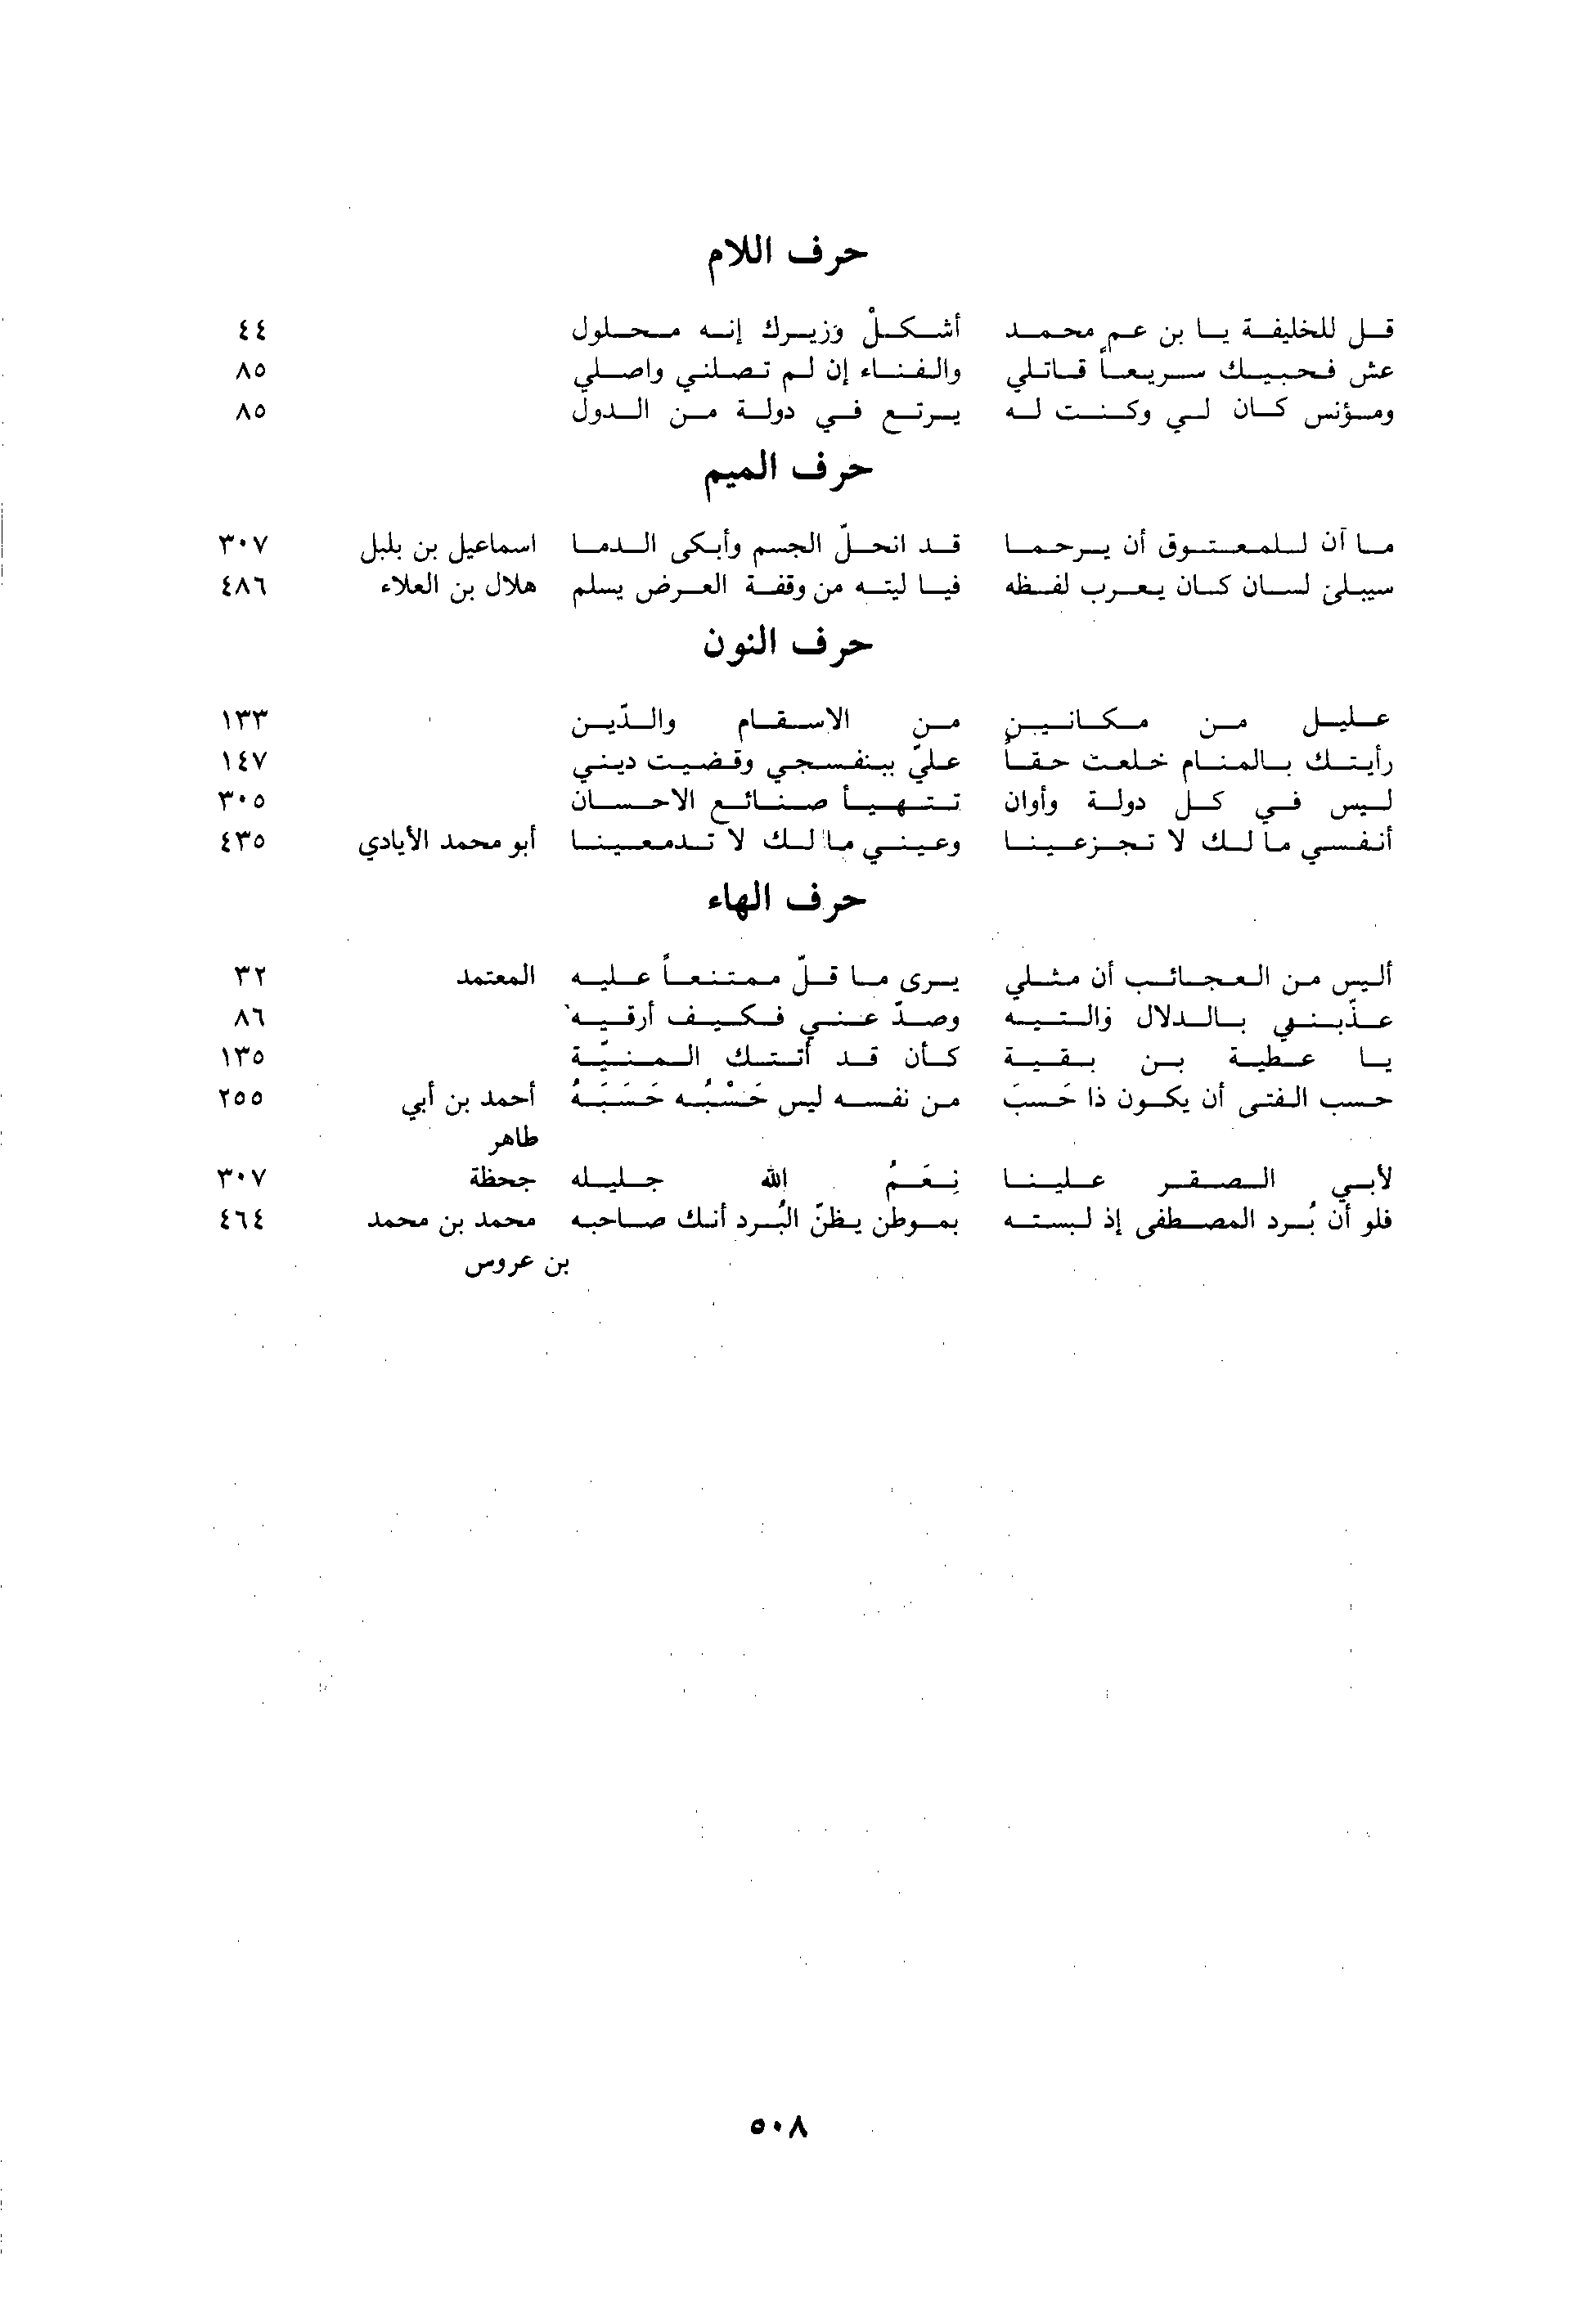 حرف اللام
قل للخليفة يا بن عم محمد أشكلْ وزيرك إنه محلول ٤٤
عش فحبيك سريعاً قاتلي والفناء إن لم تصلني واصلي ٨٥
ومؤنس كان لي وكنت له يرتع في دولة من الدول ٨٥
حرف الميم
ما آن للمعتوق أن يرحما قد انحلّ الجسم وأبكى الدما اسماعيل بن بلبل ٣٠٧
سيبلى لسان كان يعرب لفظه فيا ليته من وقفة العرض يسلم هلال بن العلاء ٤٨٦
حرف النون
عليل من مكانين من الاسقام والدّين ١٣٣
رأيتك بالمنام خلعت حقاً عليّ ببنفسجي وقضيت ديني ١٤٧
ليس في كل دولة وأوان تتهيأ صنائع الاحسان ٣٠٥
أنفسي ما لك لا تجزعينا وعيني ما لك لا تدمعينا أبو محمد الأيادي ٤٣٥
حرف الهاء
أليس من العجائب أن مثلي يرى ما قلّ ممتنعاً عليه المعتمد ٣٢
عذّبني بالدلال والتيه وصدّ عني فكيف أرقيه ٨٦
يا عطية بن بقية كأن قد أتتك المنيّة ١٣٥
حسب الفتى أن يكون ذا حَسبَ من نفسه ليس حَسْبُه حَسَبَهُ أحمد بن أبي ٢٥٥
طاهر
لأبي الصقر علينا نِعَمُ الله جليله جحظة ٣٠٧
فلو أن بُرد المصطفى إذ لبسته بموطن يظنّ البُرد أنك صاحبه محمد بن محمد ٤٦٤
بن عروس
٥٠٨